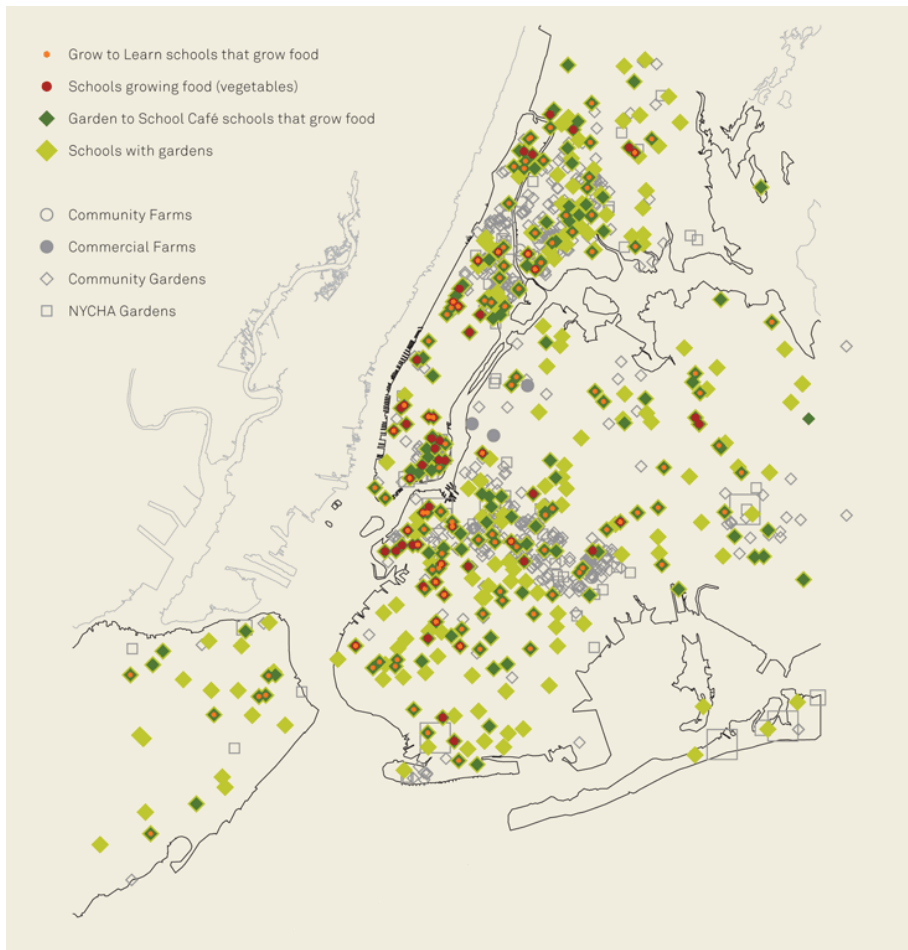 Grow to Learn schools that grow food
Schools growing food (vegetables)
Garden to School Café schools that grow food
Schools with gardens
Community Farms
Commercial Farms
Community Gardens
NYCHA Gardens